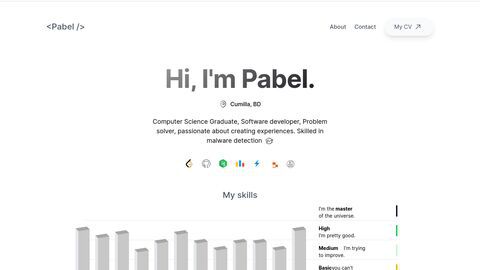 <Pabel />
About Contact My CV
Hi, I'm Pabel.
Cumilla, BD
Computer Science Graduate, Software developer, Problem
solver, passionate about creating experiences. Skilled in
malware detection
My skills
I'm the master
of the universe.
High
I'm pretty good.
Medium I'm trying
to improve.
Basic you can't